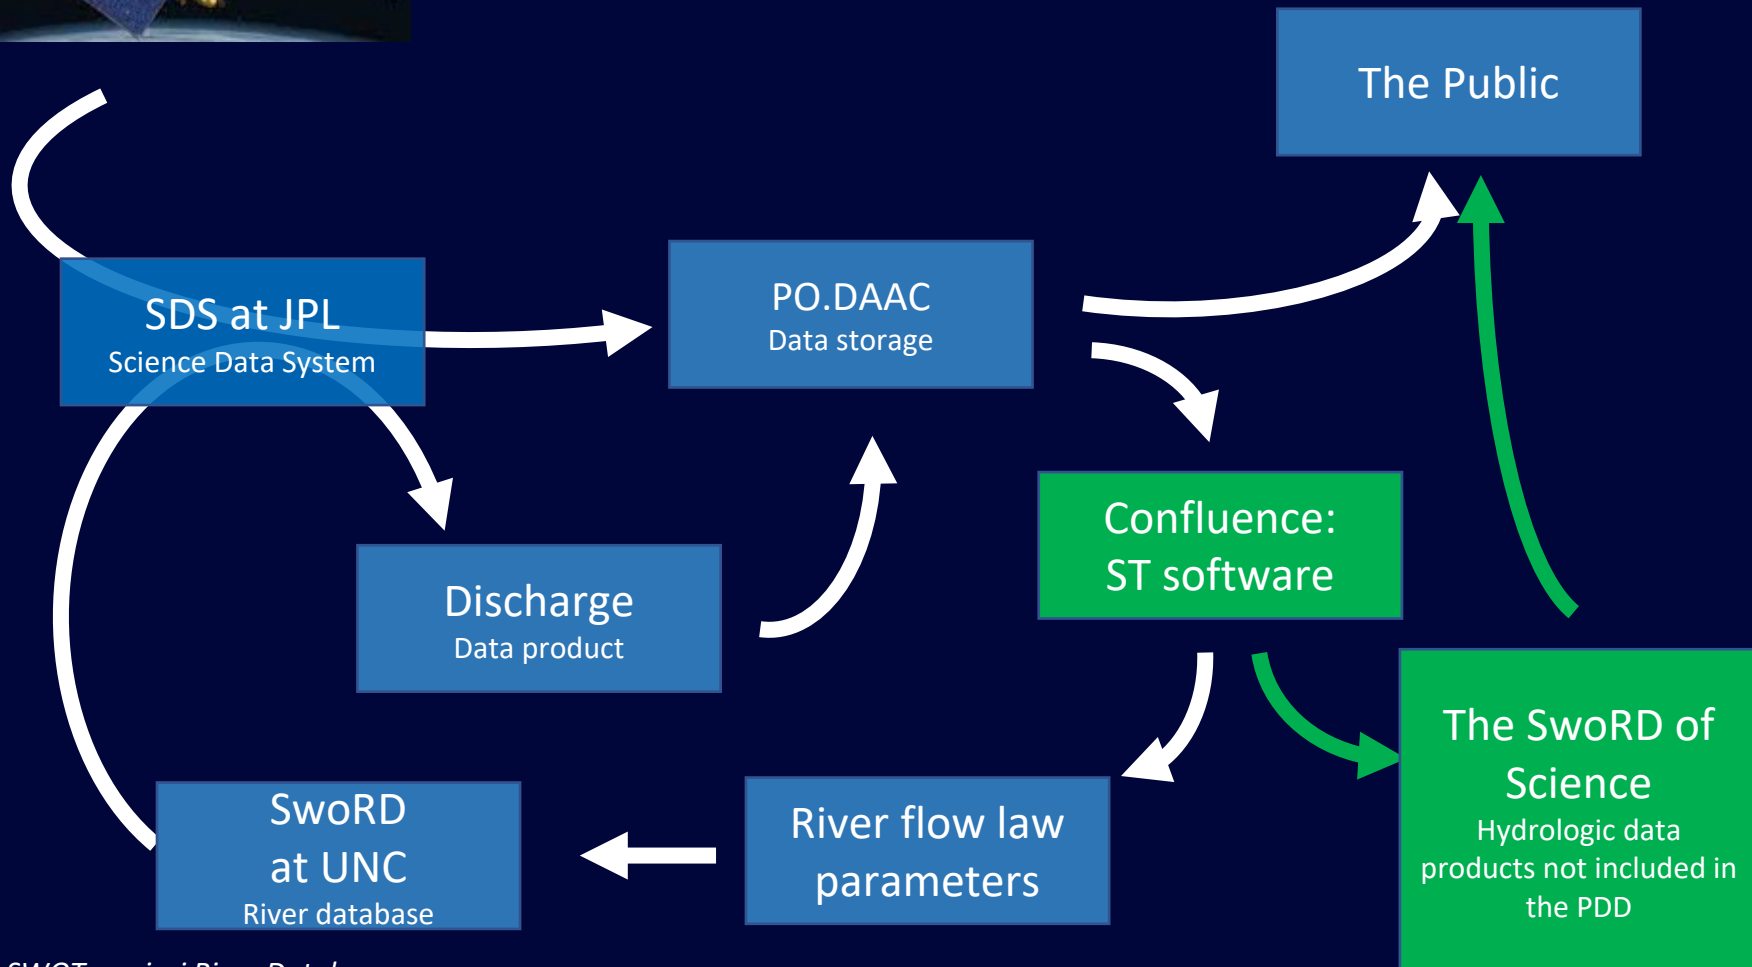 The Public
SDS at JPL
Science Data System
PO.DAAC
Data storage
Confluence:
ST software
Discharge
Data product
The SwoRD of
Science
Hydrologic data
products not included in
the PDD
River flow law
parameters
SwoRD
at UNC
River database